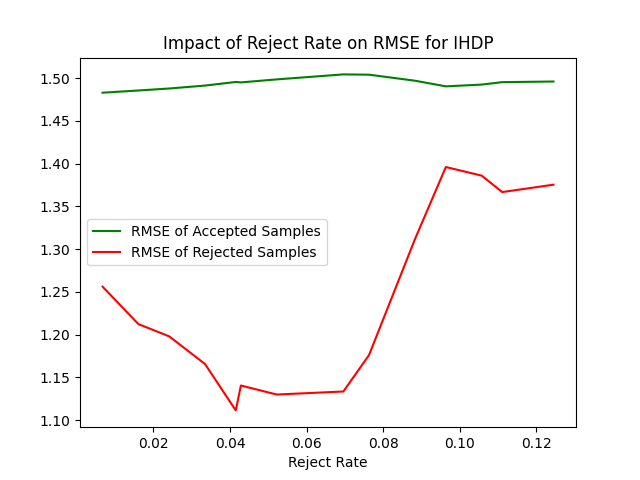 Impact of Reject Rate on RMSE for IHDP
1.50
1.45
1.40
1.35
1.30
1.25
1.20
1.15
1.10
RMSE of Accepted Samples
RMSE of Rejected Samples
0.02 0.04 0.06 0.08 0.10 0.12
Reject Rate